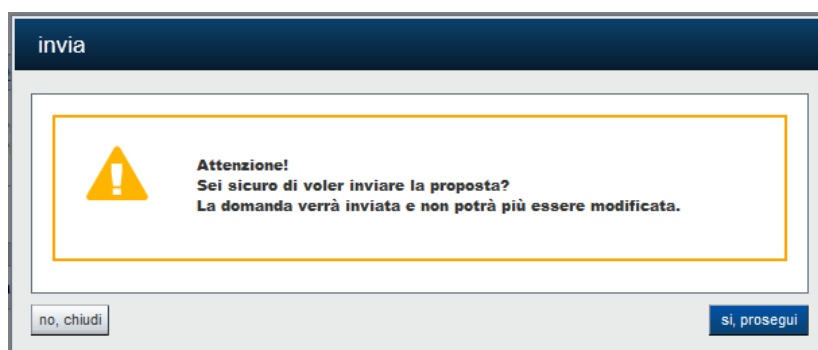 invia
Attenzione!
Sei sicuro di voler inviare la proposta?
La domanda verrà inviata e non potrà più essere modificata.
no, chiudi
si, prosegui